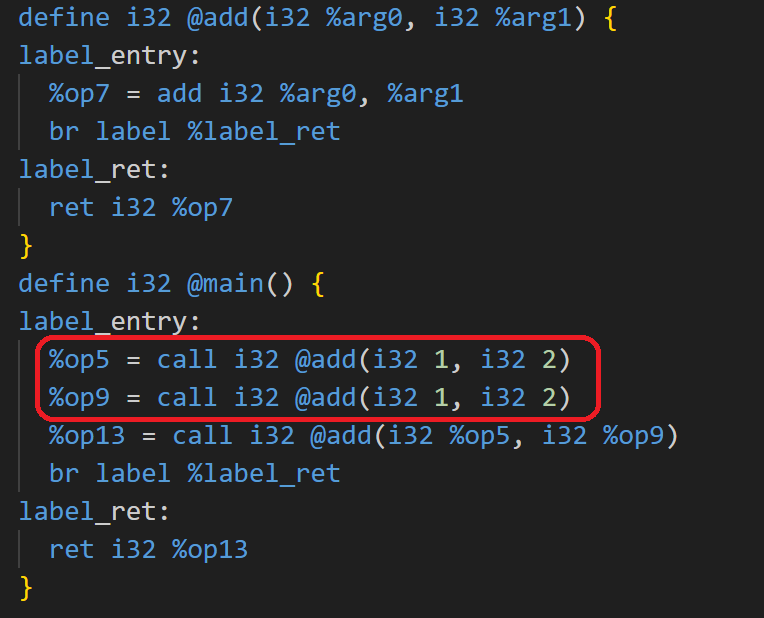 define i32 @add(i32 %arg0, i32 %arg1) {
label_entry:
  %op7 = add i32 %arg0, %arg1
  br label %label_ret
label_ret:
  ret i32 %op7
}
define i32 @main() {
label_entry:
  %op5 = call i32 @add(i32 1, i32 2)
  %op9 = call i32 @add(i32 1, i32 2)
  %op13 = call i32 @add(i32 %op5, i32 %op9)
  br label %label_ret
label_ret:
  ret i32 %op13
}